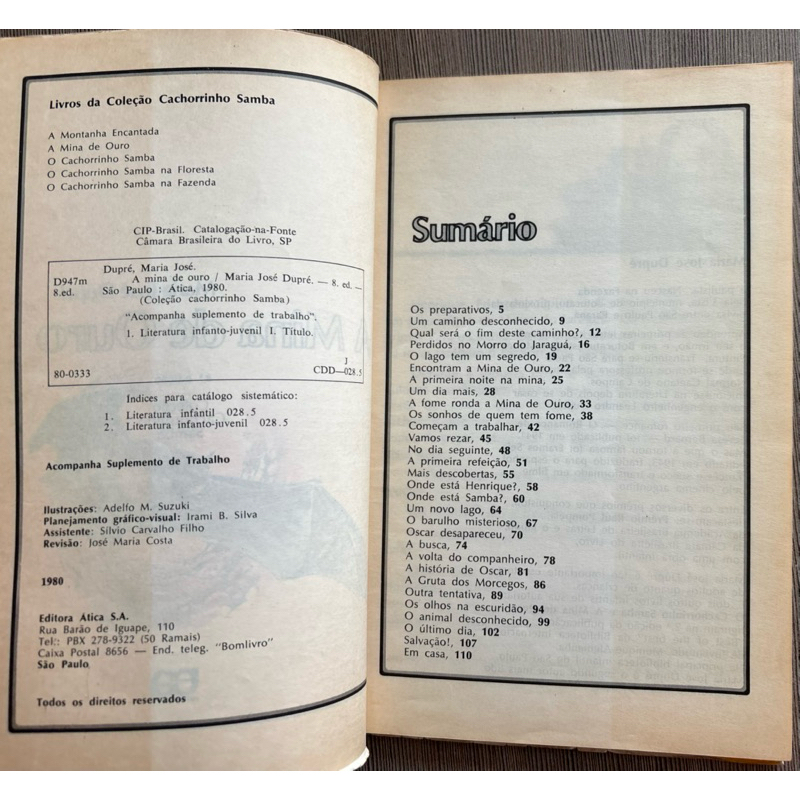 Livros da Coleção Cachorrinho Samba
A Montanha Encantada
A Mina de Ouro
O Cachorrinho Samba
O Cachorrinho Samba na Floresta
O Cachorrinho Samba na Fazenda
CIP-Brasil. Catalogação-na-Fonte
Câmara Brasileira do Livro, SP
Dupré, Maria José.
D947m A mina de ouro / Maria José Dupré. — 8. ed. —
8.ed. São Paulo : Ática, 1980.
(Coleção cachorrinho Samba)
"Acompanha suplemento de trabalho".
1. Literatura infanto-juvenil I. Título.
J
80-0333 CDD—028.5
Índices para catálogo sistemático:
1. Literatura infantil 028.5
2. Literatura infanto-juvenil 028.5
Acompanha Suplemento de Trabalho
Ilustrações: Adelfo M. Suzuki
Planejamento gráfico-visual: Irami B. Silva
Assistente: Sílvio Carvalho Filho
Revisão: José Maria Costa
1980
Editora Ática S.A.
Rua Barão de Iguape, 110
Tel.: PBX 278-9322 (50 Ramais)
Caixa Postal 8656 — End. teleg. "Bomlivro"
São Paulo
Todos os direitos reservados
Sumário
Os preparativos, 5
Um caminho desconhecido, 9
Qual será o fim deste caminho?, 12
Perdidos no Morro do Jaraguá, 16
O lago tem um segredo, 19
Encontram a Mina de Ouro, 22
A primeira noite na mina, 25
Um dia mais, 28
A fome ronda a Mina de Ouro, 33
Os sonhos de quem tem fome, 38
Começam a trabalhar, 42
Vamos rezar, 45
No dia seguinte, 48
A primeira refeição, 51
Mais descobertas, 55
Onde está Henrique?, 58
Onde está Samba?, 60
Um novo lago, 64
O barulho misterioso, 67
Oscar desapareceu, 70
A busca, 74
A volta do companheiro, 78
A história de Oscar, 81
A Gruta dos Morcegos, 86
Outra tentativa, 89
Os olhos na escuridão, 94
O animal desconhecido, 99
O último dia, 102
Salvação!, 107
Em casa, 110